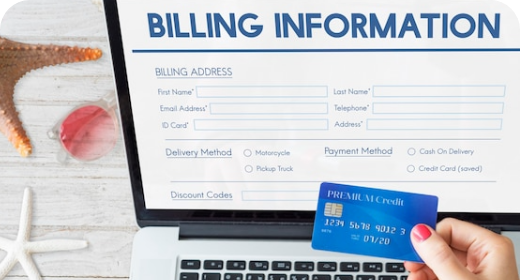 BILLING INFORMATION
BILLING ADDRESS
First Name* Last Name*
Email Address* Telephone*
ID Card* Address*
Delivery Method Motorcycle Payment Method Cash On Delivery
Pickup Truck Credit Card (saved)
Discount Codes
PREMIUM Credit
1234 5678 9012 3
07/20